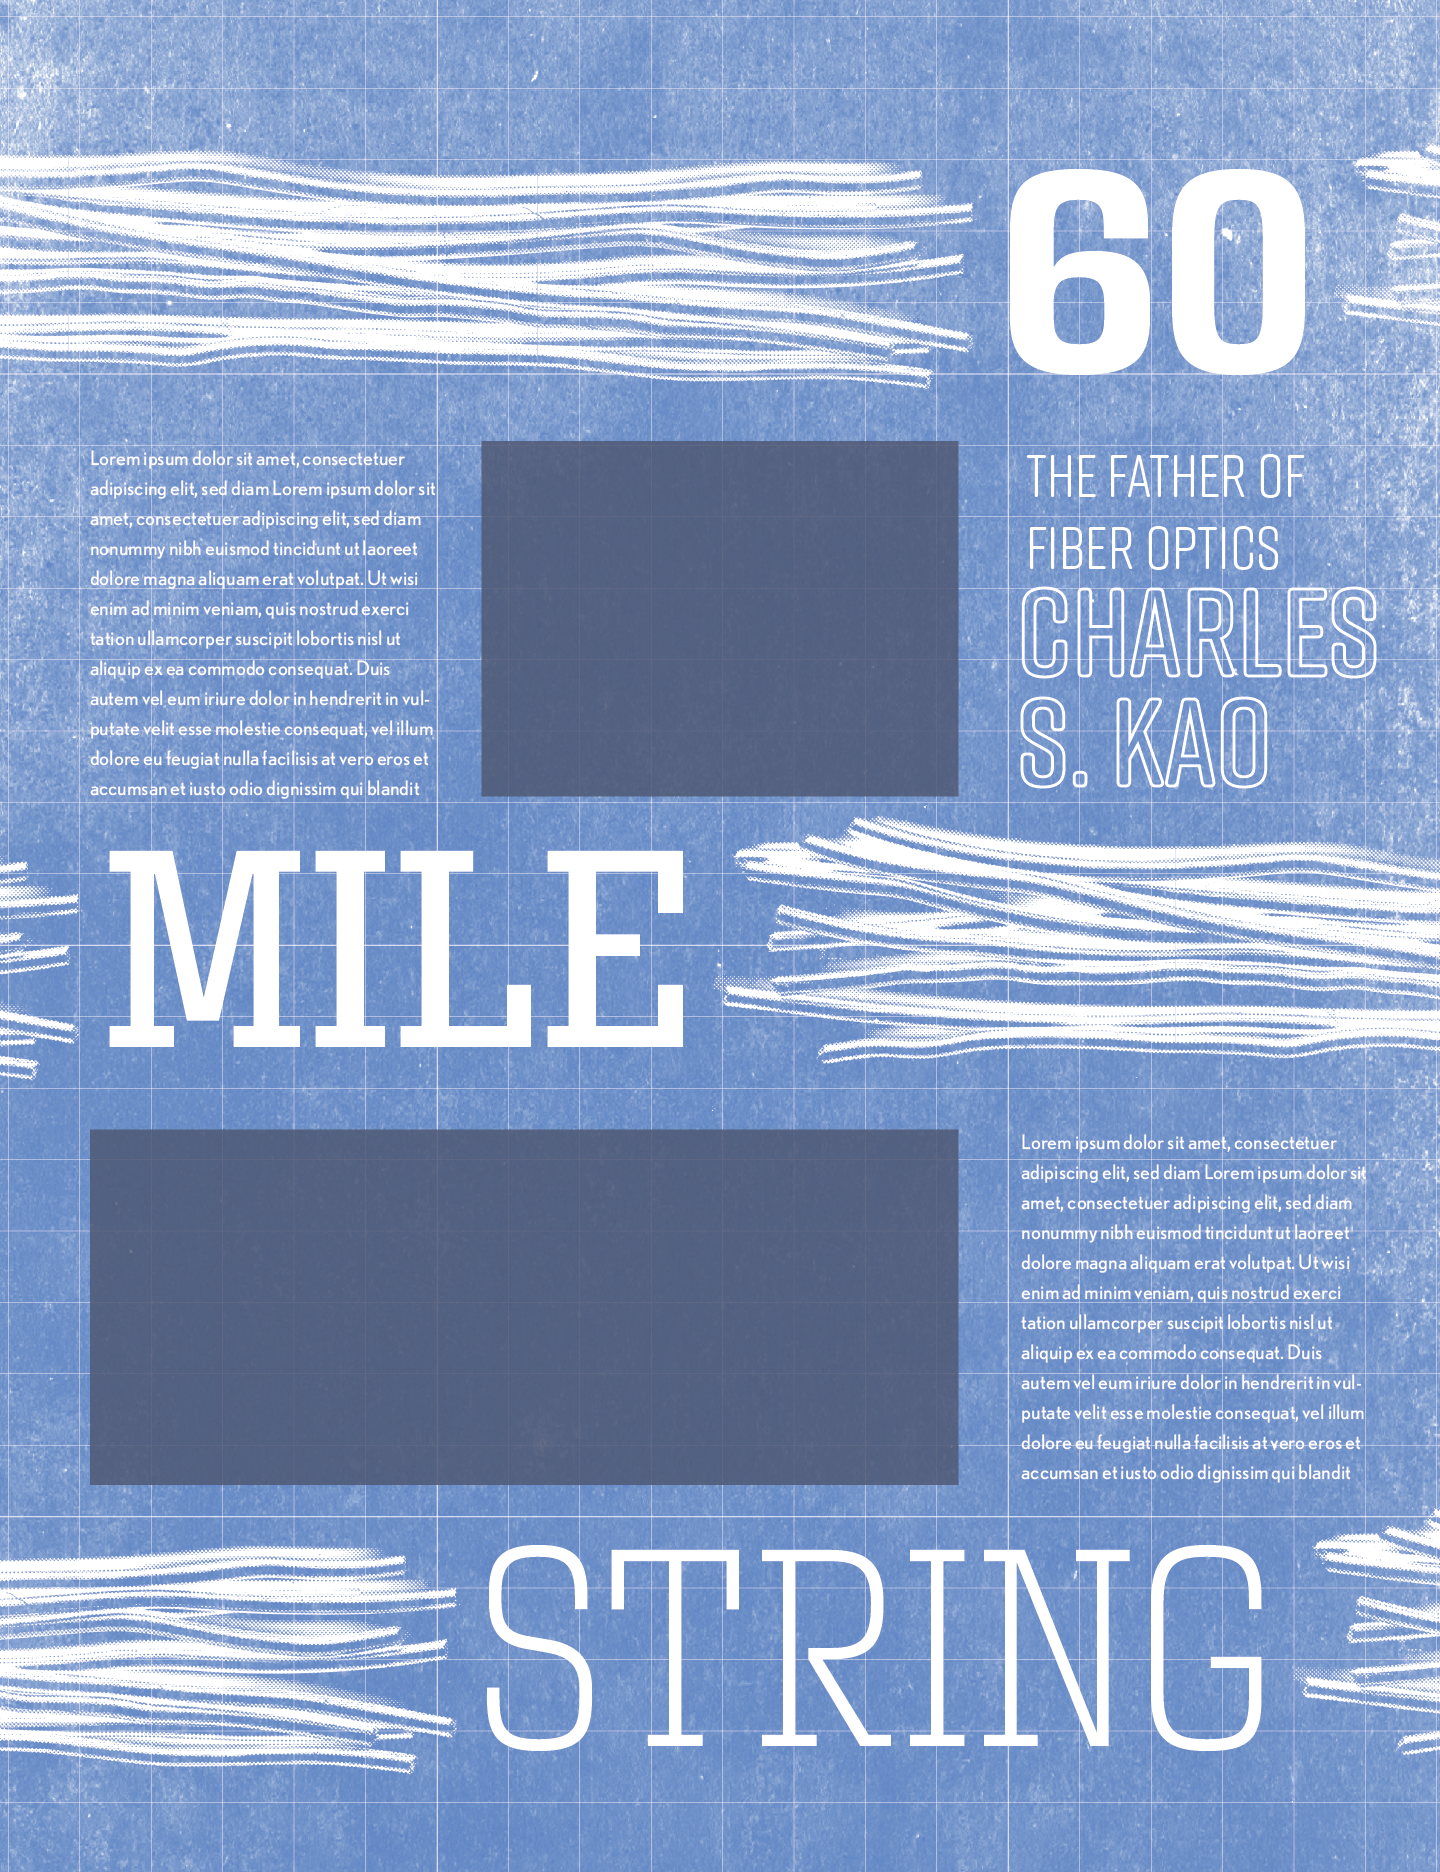 60
Lorem ipsum dolor sit amet, consectetuer
adipiscing elit, sed diam Lorem ipsum dolor sit
amet, consectetuer adipiscing elit, sed diam
nonummy nibh euismod tincidunt ut laoreet
dolore magna aliquam erat volutpat. Ut wisi
enim ad minim veniam, quis nostrud exerci
tation ullamcorper suscipit lobortis nisl ut
aliquip ex ea commodo consequat. Duis
autem vel eum iriure dolor in hendrerit in vul-
putate velit esse molestie consequat, vel illum
dolore eu feugiat nulla facilisis at vero eros et
accumsan et iusto odio dignissim qui blandit
THE FATHER OF
FIBER OPTICS
CHARLES
S. KAO
MILE
Lorem ipsum dolor sit amet, consectetuer
adipiscing elit, sed diam Lorem ipsum dolor sit
amet, consectetuer adipiscing elit, sed diam
nonummy nibh euismod tincidunt ut laoreet
dolore magna aliquam erat volutpat. Ut wisi
enim ad minim veniam, quis nostrud exerci
tation ullamcorper suscipit lobortis nisl ut
aliquip ex ea commodo consequat. Duis
autem vel eum iriure dolor in hendrerit in vul-
putate velit esse molestie consequat, vel illum
dolore eu feugiat nulla facilisis at vero eros et
accumsan et iusto odio dignissim qui blandit
STRING